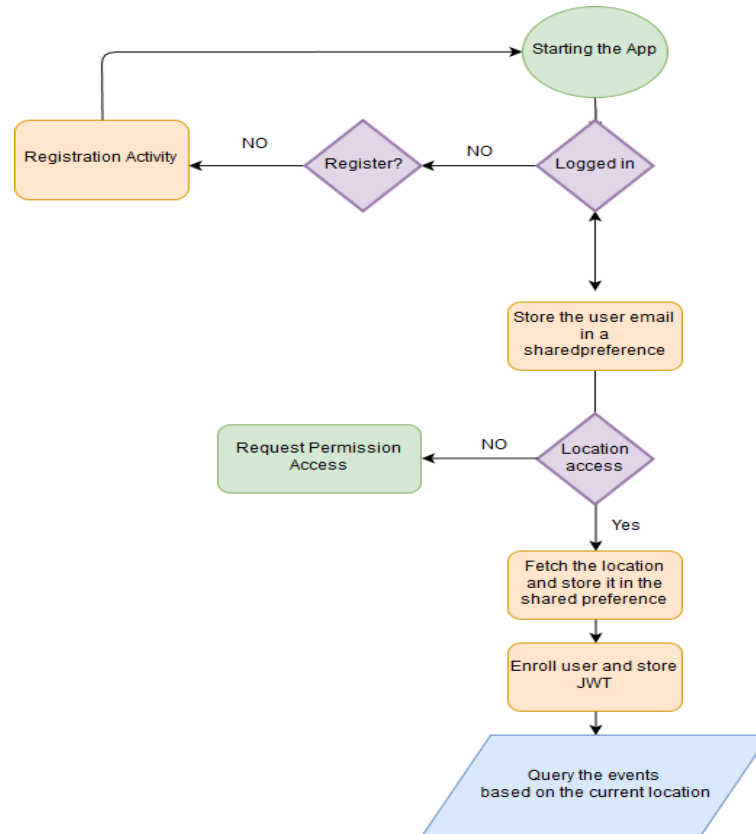 Starting the App
Registration Activity
NO
Register?
NO
Logged in
Store the user email
in a
sharedpreference
Request Permission
Access
NO
Location
access
Yes
Fetch the location
and store it in the
shared preference
Enroll user and store
JWT
Query the events
based on the current location